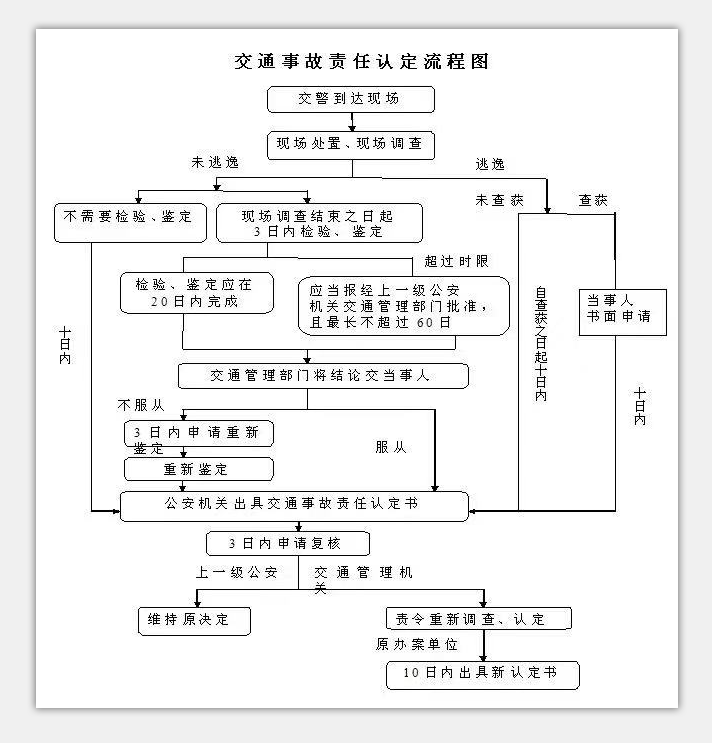 交通事故责任认定流程图
交警到达现场
现场处置、现场调查
未逃逸
逃逸
未查获
查获
不需要检验、鉴定
现场调查结束之日起
3日内检验、鉴定
超过时限
检验、鉴定应在
20日内完成
应当报经上一级公安
机关交通管理部门批准，
且最长不超过 60日
当事人
书面申请
自查获之日起十日内
十日内
十日内
交通管理部门将结论交当事人
不服从
3日内申请重新
鉴定
服从
重新鉴定
公安机关出具交通事故责任认定书
3日内申请复核
上一级公安
交通管理机
关
维持原决定
责令重新调查、认定
原办案单位
10日内出具新认定书